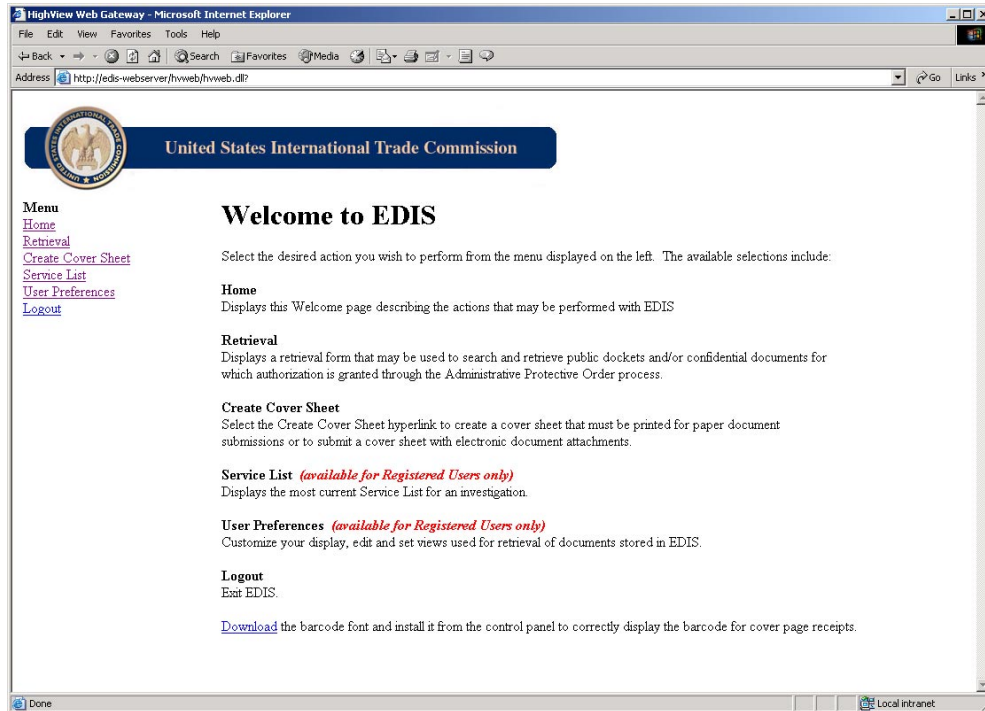 HighView Web Gateway - Microsoft Internet Explorer
File Edit View Favorites Tools Help
Back Search Favorites Media
Address http://edis-webserver/hvweb/hvweb.dll? Go Links
UNITED STATES INTERNATIONAL TRADE COMMISSION
United States International Trade Commission
Menu
Home
Retrieval
Create Cover Sheet
Service List
User Preferences
Logout
Welcome to EDIS
Select the desired action you wish to perform from the menu displayed on the left. The available selections include:
Home
Displays this Welcome page describing the actions that may be performed with EDIS
Retrieval
Displays a retrieval form that may be used to search and retrieve public dockets and/or confidential documents for
which authorization is granted through the Administrative Protective Order process.
Create Cover Sheet
Select the Create Cover Sheet hyperlink to create a cover sheet that must be printed for paper document
submissions or to submit a cover sheet with electronic document attachments.
Service List (available for Registered Users only)
Displays the most current Service List for an investigation.
User Preferences (available for Registered Users only)
Customize your display, edit and set views used for retrieval of documents stored in EDIS.
Logout
Exit EDIS.
Download the barcode font and install it from the control panel to correctly display the barcode for cover page receipts.
Done Local intranet